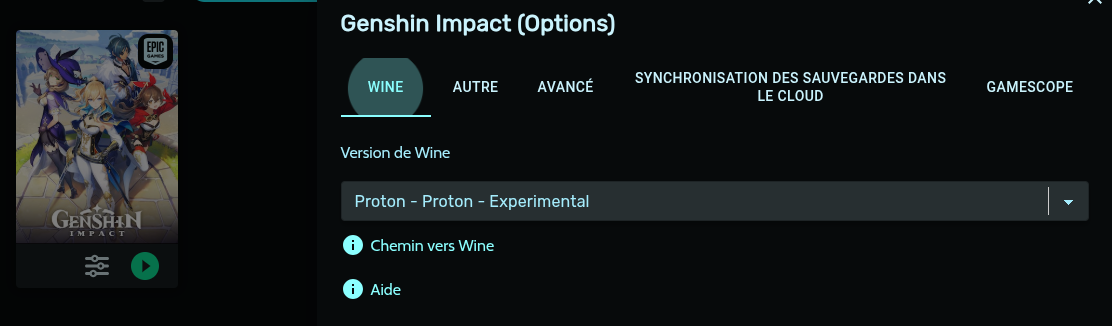 EPIC
GAMES
GENSHIN
IMPACT
Genshin Impact (Options)
WINE
AUTRE
AVANCÉ
SYNCHRONISATION DES SAUVEGARDES DANS
LE CLOUD
GAMESCOPE
Version de Wine
Proton - Proton - Experimental
Chemin vers Wine
Aide